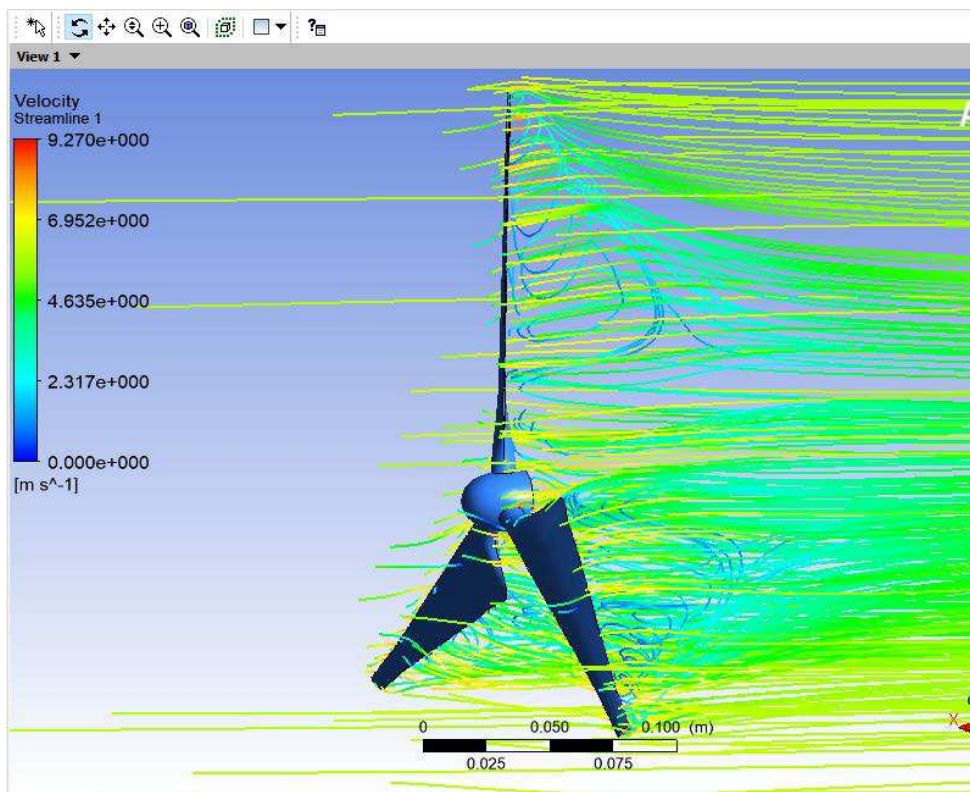 View 1
Velocity
Streamline 1
9.270e+000
6.952e+000
4.635e+000
2.317e+000
0.000e+000
[m s^-1]
0 0.050 0.100 (m)
0.025 0.075
X